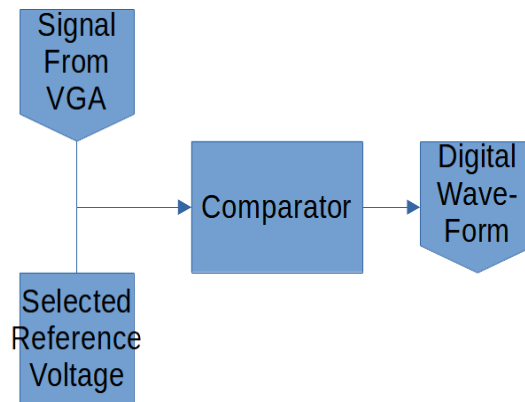 Signal
From
VGA
Comparator
Digital
Wave-
Form
Selected
Reference
Voltage